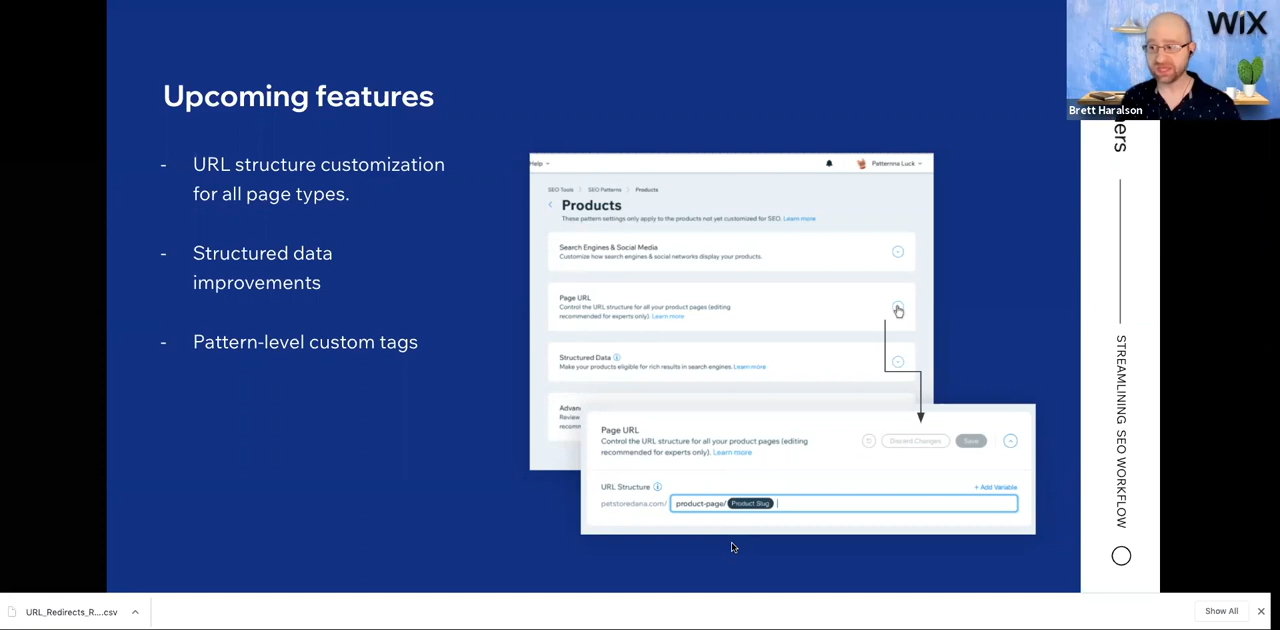 WIX
Brett Haralson
ers
STREAMLINING SEO WORKFLOW
Upcoming features
- URL structure customization
for all page types.
- Structured data
improvements
- Pattern-level custom tags
Help
Patternna Luck
SEO Tools > SEO Patterns > Products
< Products
These pattern settings only apply to the products not yet customized for SEO. Learn more
Search Engines & Social Media
Customize how search engines & social networks display your products.
Page URL
Control the URL structure for all your product pages (editing
recommended for experts only). Learn more
Structured Data
Make your products eligible for rich results in search engines. Learn more
Advan
Review
recomm
Page URL
Control the URL structure for all your product pages (editing
recommended for experts only). Learn more
Discard Changes
Save
URL Structure
+ Add Variable
petstoredana.com/ product-page/ Product Slug
URL_Redirects_R....csv
Show All